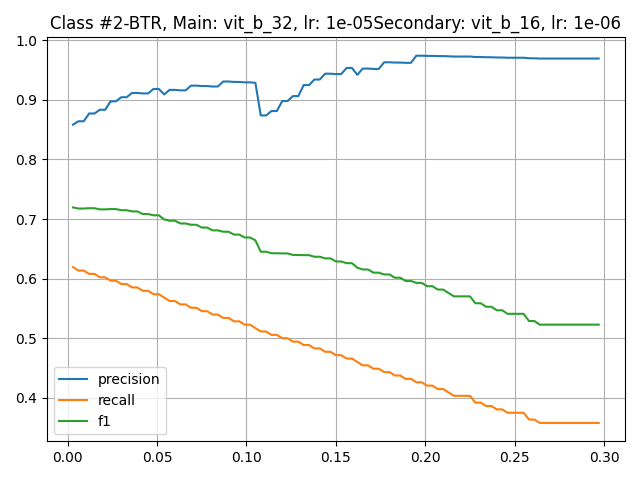 Class #2-BTR, Main: vit_b_32, lr: 1e-05Secondary: vit_b_16, lr: 1e-06
1.0
0.9
0.8
0.7
0.6
0.5
0.4
precision
recall
f1
0.00 0.05 0.10 0.15 0.20 0.25 0.30